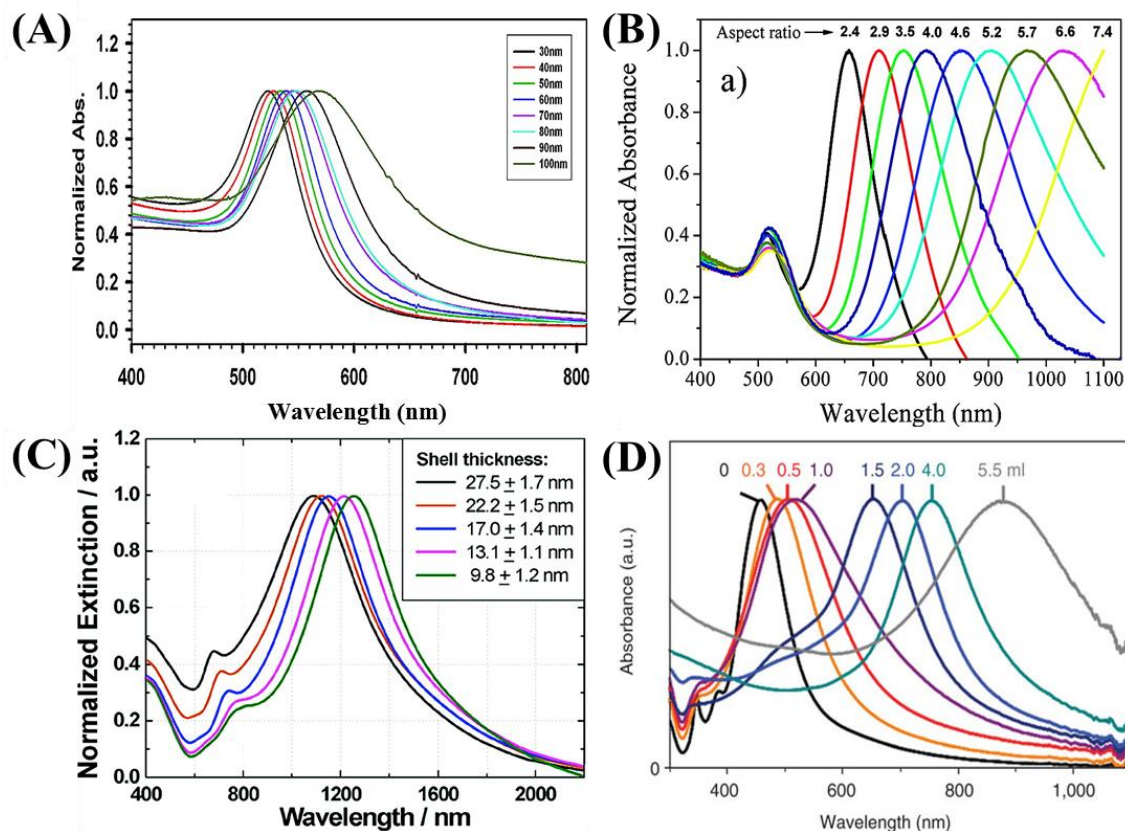 (A)
Normalized Abs.
1.2
1.0
0.8
0.6
0.4
0.2
0.0
30nm
40nm
50nm
60nm
70nm
80nm
90nm
100nm
400 500 600 700 800
Wavelength (nm)
(B)
Aspect ratio → 2.4 2.9 3.5 4.0 4.6 5.2 5.7 6.6 7.4
a)
Normalized Absorbance
1.0
0.8
0.6
0.4
0.2
0.0
400 500 600 700 800 900 1000 1100
Wavelength (nm)
(C)
Normalized Extinction / a.u.
1.2
1.0
0.8
0.6
0.4
0.2
0.0
Shell thickness:
27.5 ± 1.7 nm
22.2 ± 1.5 nm
17.0 ± 1.4 nm
13.1 ± 1.1 nm
9.8 ± 1.2 nm
400 800 1200 1600 2000
Wavelength / nm
(D)
0 0.3 0.5 1.0 1.5 2.0 4.0 5.5 ml
Absorbance (a.u.)
0
400 600 800 1,000
Wavelength (nm)